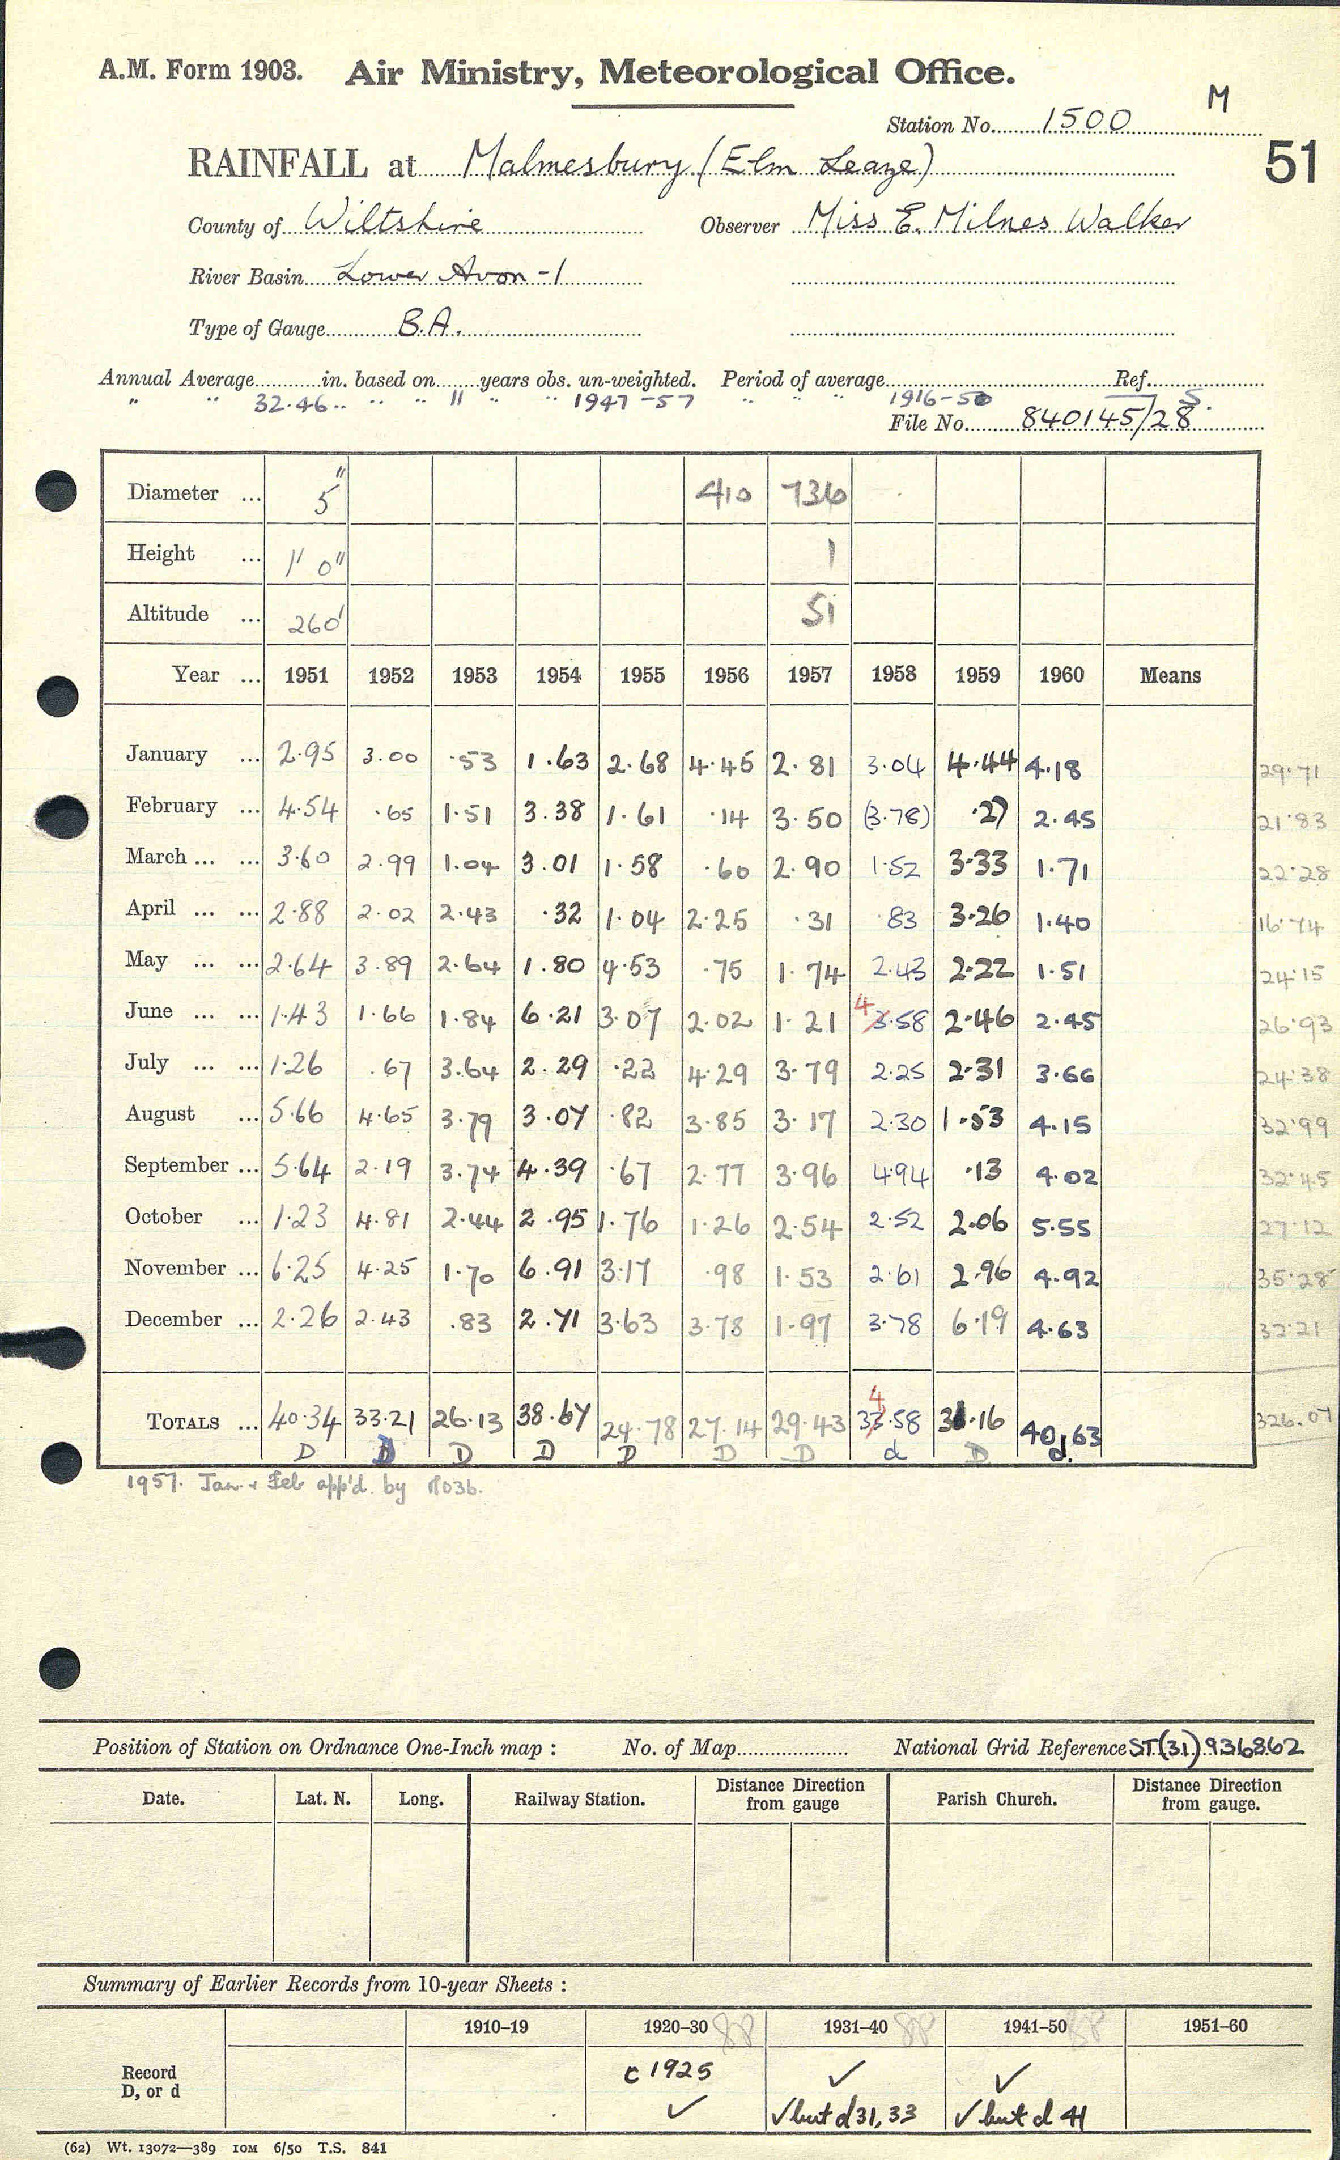 A.M. Form 1903. Air Ministry, Meteorological Office.
M
Station No. 1500
51
RAINFALL at Malmesbury (Elm Leaze)
County of Wiltshire Observer Miss E. Milnes Walker
River Basin Lower Avon - 1
Type of Gauge B.A.
Annual Average in. based on years obs. un-weighted. Period of average Ref.
" " 32.46 " " 11 " " 1947-57 " " " 1916-50 S.
File No. 840145/28
Diameter ... 5" 410 736
Height ... 1' 0" 1
Altitude ... 260' 51
Year ... 1951 1952 1953 1954 1955 1956 1957 1958 1959 1960 Means
January ... 2.95 3.00 .53 1.63 2.68 4.45 2.81 3.04 4.44 4.18 29.71
February ... 4.54 .65 1.51 3.38 1.61 .14 3.50 (3.78) .27 2.45 21.83
March ... ... 3.60 2.99 1.04 3.01 1.58 .60 2.90 1.52 3.33 1.71 22.28
April ... ... 2.88 2.02 2.43 .32 1.04 2.25 .31 .83 3.26 1.40 16.74
May ... ... 2.64 3.89 2.64 1.80 4.53 .75 1.74 2.43 2.22 1.51 24.15
June ... ... 1.43 1.66 1.84 6.21 3.07 2.02 1.21 4 3.58 2.46 2.45 26.93
July ... ... 1.26 .67 3.64 2.29 .22 4.29 3.79 2.25 2.31 3.66 24.38
August ... 5.66 4.65 3.79 3.07 .82 3.85 3.17 2.30 1.53 4.15 32.99
September ... 5.64 2.19 3.74 4.39 .67 2.77 3.96 4.94 .13 4.02 32.45
October ... 1.23 4.81 2.44 2.95 1.76 1.26 2.54 2.52 2.06 5.55 27.12
November ... 6.25 4.25 1.70 6.91 3.17 .98 1.53 2.61 2.96 4.92 35.28
December ... 2.26 2.43 .83 2.71 3.63 3.78 1.97 3.78 6.19 4.63 32.21
TOTALS ... 40.34 33.21 26.13 38.67 24.78 27.14 29.43 4 33.58 31.16 40.63 326.07
D D D D D D D d D d.
1957. Jan + Feb app'd. by
Position of Station on Ordnance One-Inch map : No. of Map National Grid Reference ST(31) 936862
Date. Lat. N. Long. Railway Station. Distance Direction from gauge Parish Church. Distance Direction from gauge.
Summary of Earlier Records from 10-year Sheets :
1910–19 1920–30 88 1931–40 88 1941–50 88 1951–60
Record D, or d
c 1925 ✓ ✓
✓ ✓ but d 31, 33 ✓ but d 41
(62) Wt. 13072—389 10M 6/50 T.S. 841